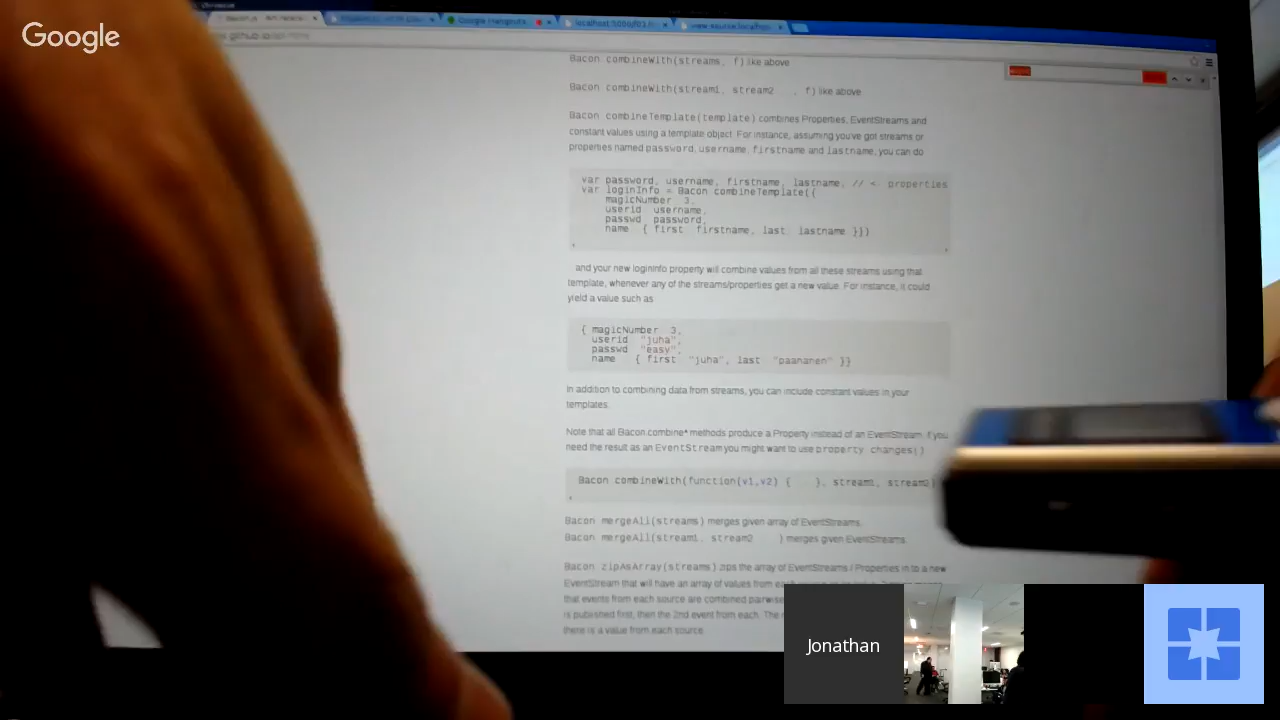 Google
Google Hangouts
Bacon combineWith(streams, f) like above
Bacon combineWith(stream1, stream2 , f) like above
Bacon combineTemplate(template) combines Properties, EventStreams and
constant values using a template object. For instance, assuming you've got streams or
properties named password, username, firstname and lastname, you can do
var password, username, firstname, lastname, // < properties
var loginInfo = Bacon combineTemplate({
magicNumber 3,
userid username,
passwd password,
name { first firstname, last lastname }})
and your new loginInfo property will combine values from all these streams using that
template, whenever any of the streams/properties get a new value. For instance, it could
yield a value such as
{ magicNumber 3,
userid "juha",
passwd "easy",
name { first "juha", last "paananen" }}
In addition to combining data from streams, you can include constant values in your
templates.
Note that all Bacon.combine* methods produce a Property instead of an EventStream. If you
need the result as an EventStream you might want to use property changes()
Bacon combineWith(function(v1,v2) { }, stream1, stream2)
Bacon mergeAll(streams) merges given array of EventStreams.
Bacon mergeAll(stream1, stream2 ) merges given EventStreams.
Bacon zipAsArray(streams) zips the array of EventStreams / Properties in to a new
EventStream that will have an array of values from
that events from each source are combined pairwise
is published first, then the 2nd event from each. The
there is a value from each source.
Jonathan